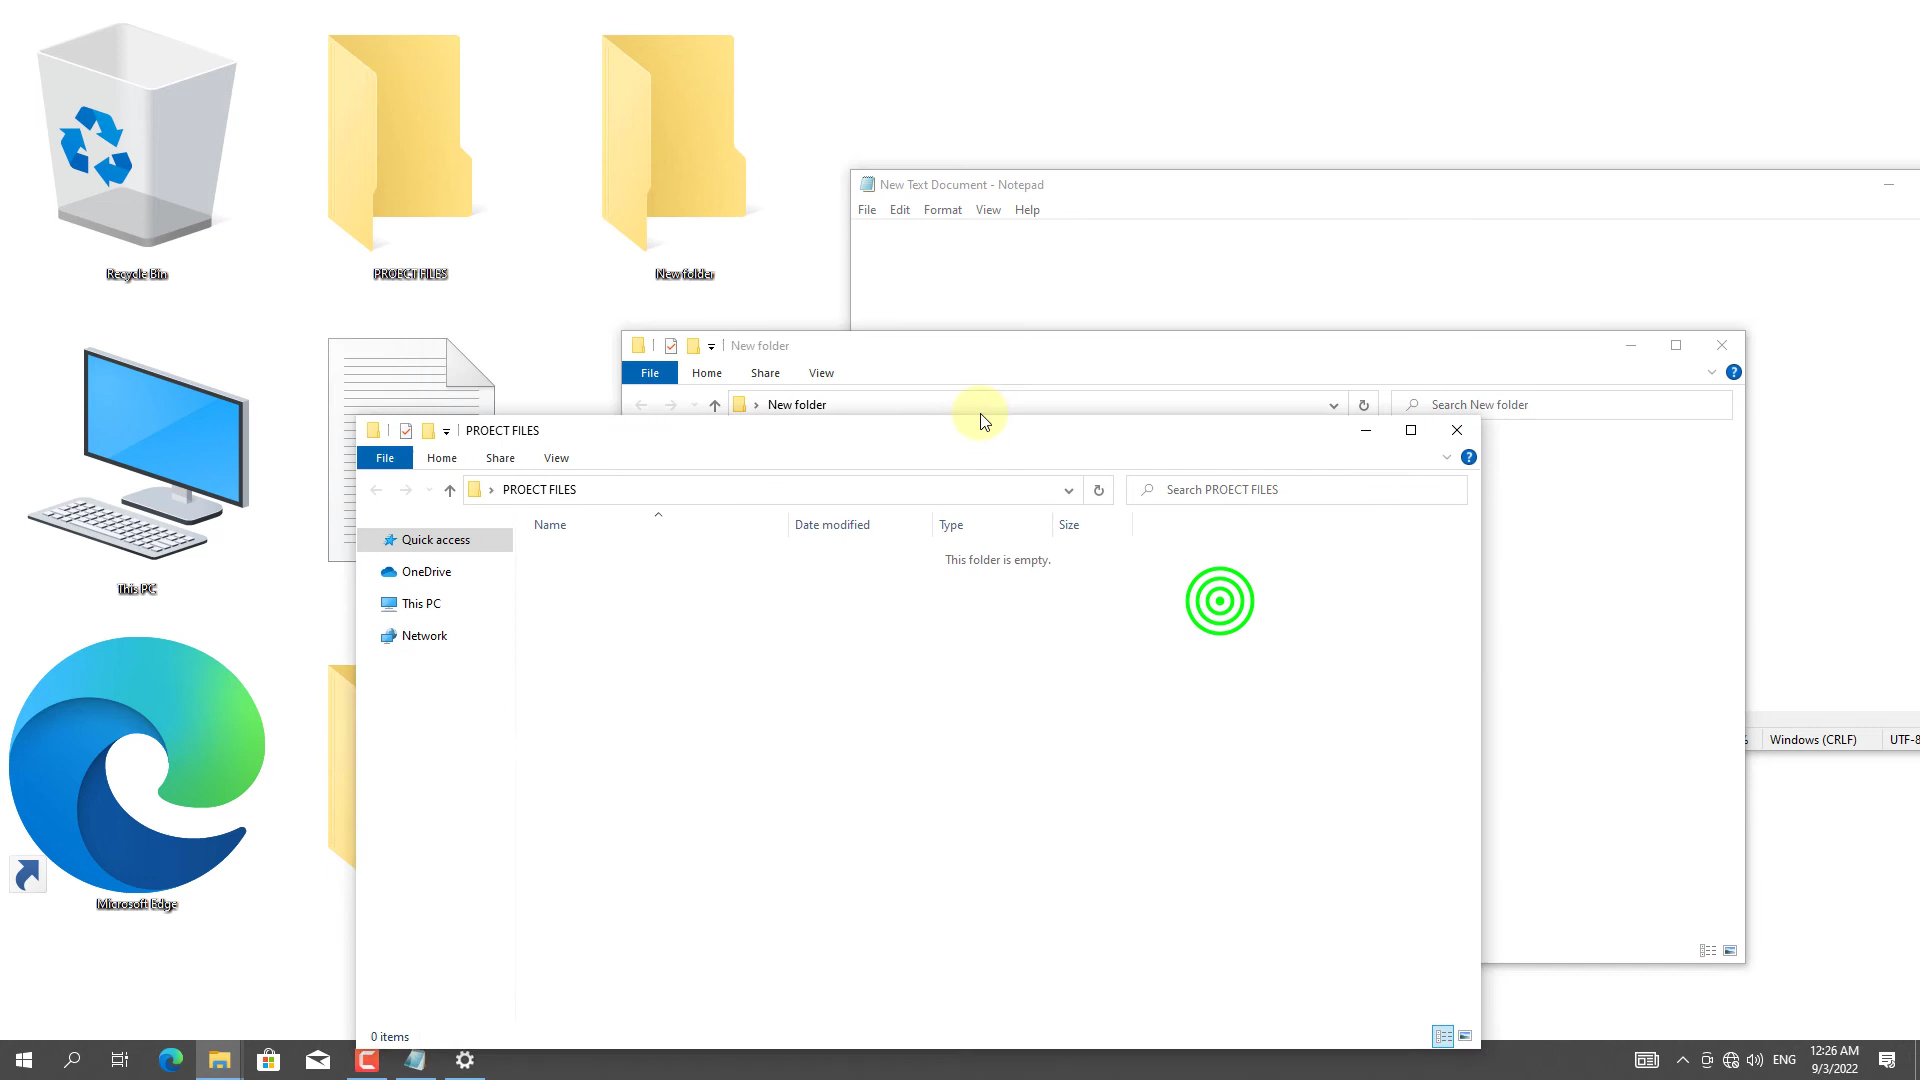 Recycle Bin
PROECT FILES
New folder
This PC
Microsoft Edge
New Text Document - Notepad
File Edit Format View Help
Windows (CRLF) UTF-8
New folder
File Home Share View
New folder
Search New folder
PROECT FILES
File Home Share View
PROECT FILES
Search PROECT FILES
Name Date modified Type Size
This folder is empty.
Quick access
OneDrive
This PC
Network
0 items
ENG
12:26 AM
9/3/2022